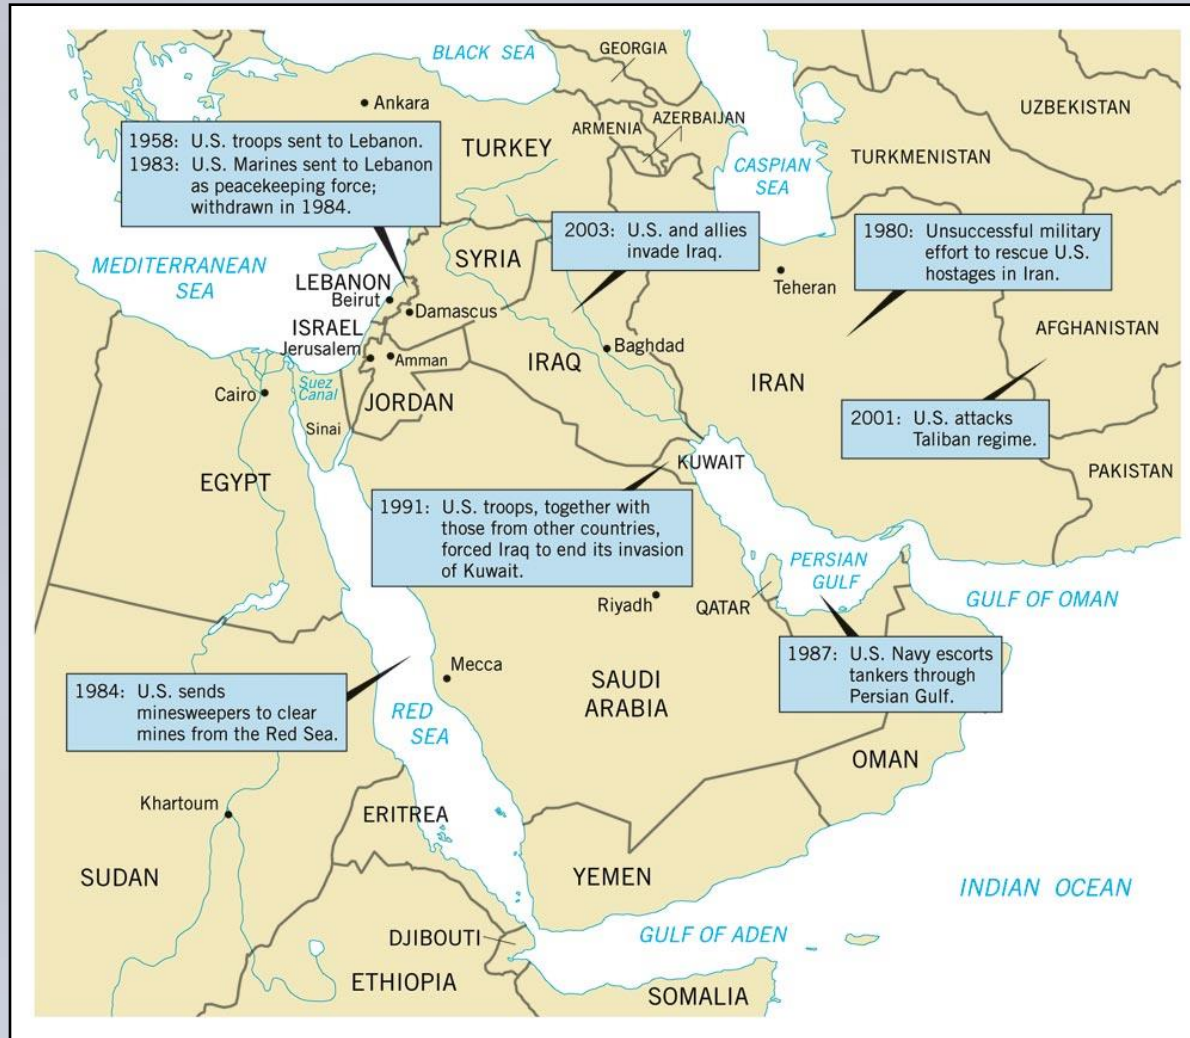 BLACK SEA
GEORGIA
Ankara
UZBEKISTAN
1958: U.S. troops sent to Lebanon.
1983: U.S. Marines sent to Lebanon
as peacekeeping force;
withdrawn in 1984.
TURKEY
ARMENIA
AZERBAIJAN
CASPIAN
SEA
TURKMENISTAN
2003: U.S. and allies
invade Iraq.
1980: Unsuccessful military
effort to rescue U.S.
hostages in Iran.
MEDITERRANEAN
SEA
SYRIA
LEBANON
Beirut
Teheran
Damascus
ISRAEL
Jerusalem
Amman
IRAQ
Baghdad
AFGHANISTAN
Suez
Canal
Cairo
JORDAN
IRAN
Sinai
2001: U.S. attacks
Taliban regime.
EGYPT
KUWAIT
PAKISTAN
1991: U.S. troops, together with
those from other countries,
forced Iraq to end its invasion
of Kuwait.
PERSIAN
GULF
Riyadh
QATAR
GULF OF OMAN
Mecca
1987: U.S. Navy escorts
tankers through
Persian Gulf.
1984: U.S. sends
minesweepers to clear
mines from the Red Sea.
SAUDI
ARABIA
RED
SEA
OMAN
Khartoum
ERITREA
SUDAN
YEMEN
INDIAN OCEAN
DJIBOUTI
GULF OF ADEN
ETHIOPIA
SOMALIA